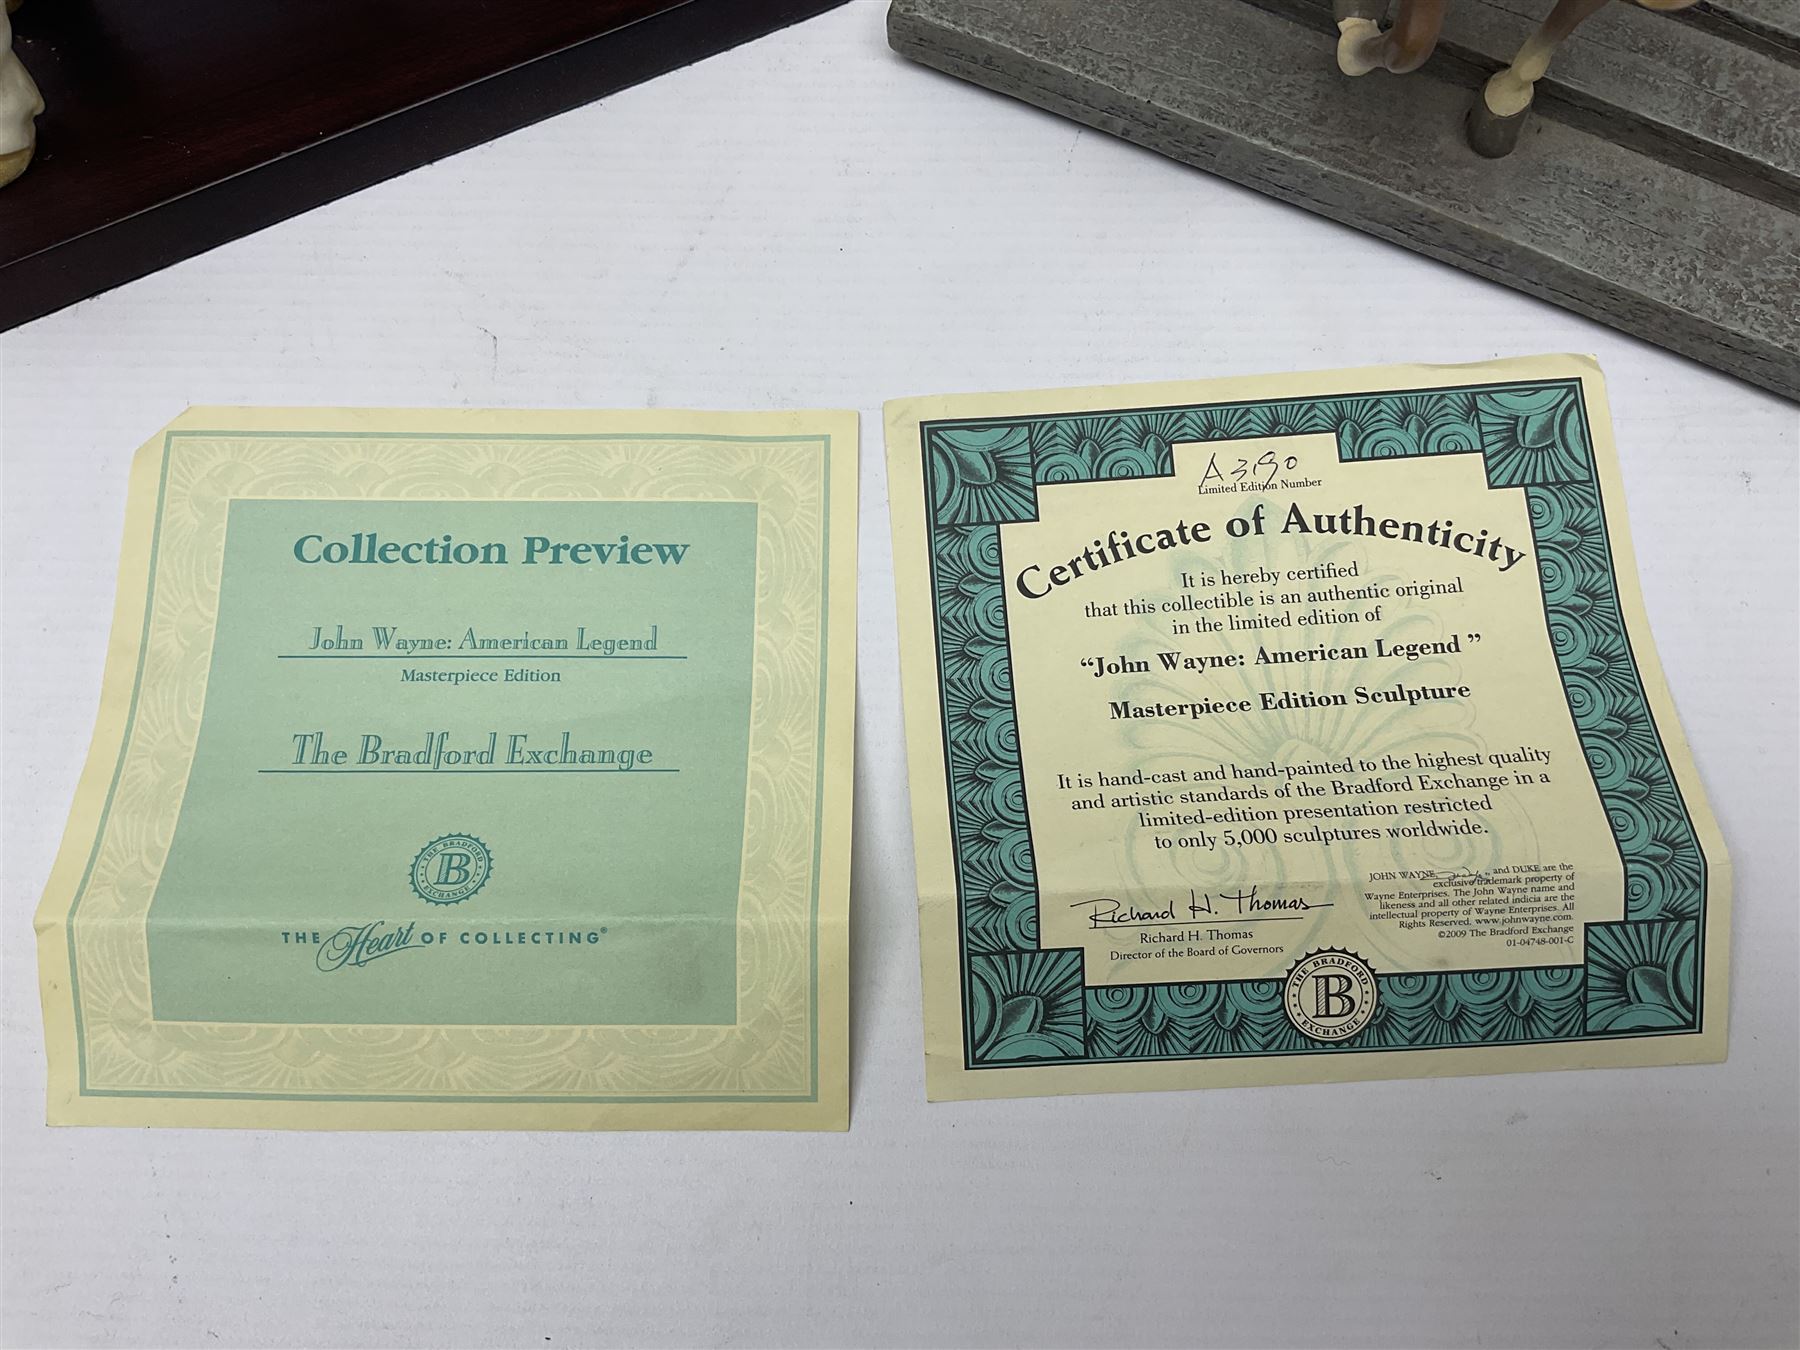 Collection Preview
John Wayne: American Legend
Masterpiece Edition
The Bradford Exchange
THE BRADFORD
B
EXCHANGE
THE Heart OF COLLECTING®
A3190
Limited Edition Number
Certificate of Authenticity
It is hereby certified
that this collectible is an authentic original
in the limited edition of
“John Wayne: American Legend ”
Masterpiece Edition Sculpture
It is hand-cast and hand-painted to the highest quality
and artistic standards of the Bradford Exchange in a
limited-edition presentation restricted
to only 5,000 sculptures worldwide.
Richard H. Thomas
Richard H. Thomas
Director of the Board of Governors
JOHN WAYNE, and DUKE are the
exclusive trademark property of
Wayne Enterprises. The John Wayne name and
likeness and all other related indicia are the
intellectual property of Wayne Enterprises. All
Rights Reserved. www.johnwayne.com.
©2009 The Bradford Exchange
01-04748-001-C
THE BRADFORD
B
EXCHANGE